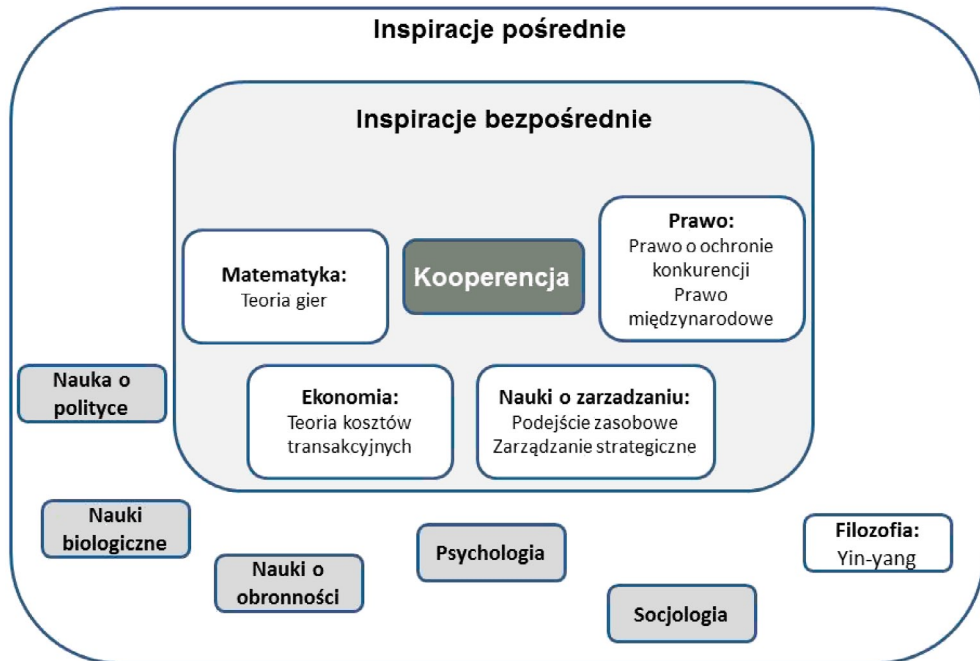 Inspiracje pośrednie
Inspiracje bezpośrednie
Matematyka:
Teoria gier
Kooperencja
Prawo:
Prawo o ochronie
konkurencji
Prawo
międzynarodowe
Ekonomia:
Teoria kosztów
transakcyjnych
Nauki o zarzadzaniu:
Podejście zasobowe
Zarządzanie strategiczne
Nauka o
polityce
Nauki
biologiczne
Nauki o
obronności
Psychologia
Socjologia
Filozofia:
Yin-yang